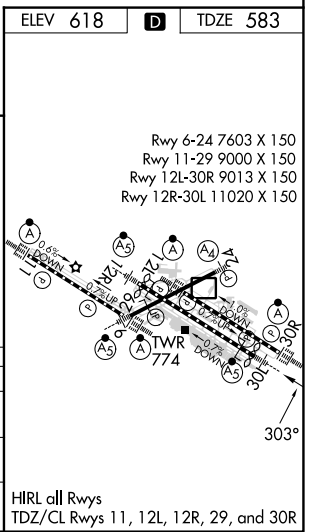 ELEV 618
D
TDZE 583
Rwy 6-24 7603 X 150
Rwy 11-29 9000 X 150
Rwy 12L-30R 9013 X 150
Rwy 12R-30L 11020 X 150
A
A5
A
A4
0.6%
DOWN
12R
12L
24
P
P
0.7%UP
P
A
1.0%
DOWN
0.7%UP
30R
29
6
P
A5
A
TWR
774
0.7%
DOWN
A5
30L
303°
HIRL all Rwys
TDZ/CL Rwys 11, 12L, 12R, 29, and 30R